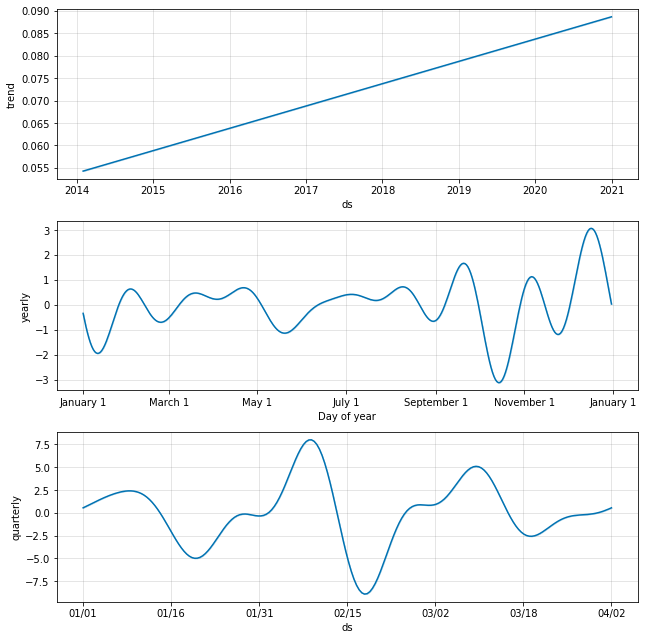 0.090
0.085
0.080
0.075
0.070
0.065
0.060
0.055
trend
2014 2015 2016 2017 2018 2019 2020 2021
ds
3
2
1
0
−1
−2
−3
yearly
January 1 March 1 May 1 July 1 September 1 November 1 January 1
Day of year
7.5
5.0
2.5
0.0
−2.5
−5.0
−7.5
quarterly
01/01 01/16 01/31 02/15 03/02 03/18 04/02
ds